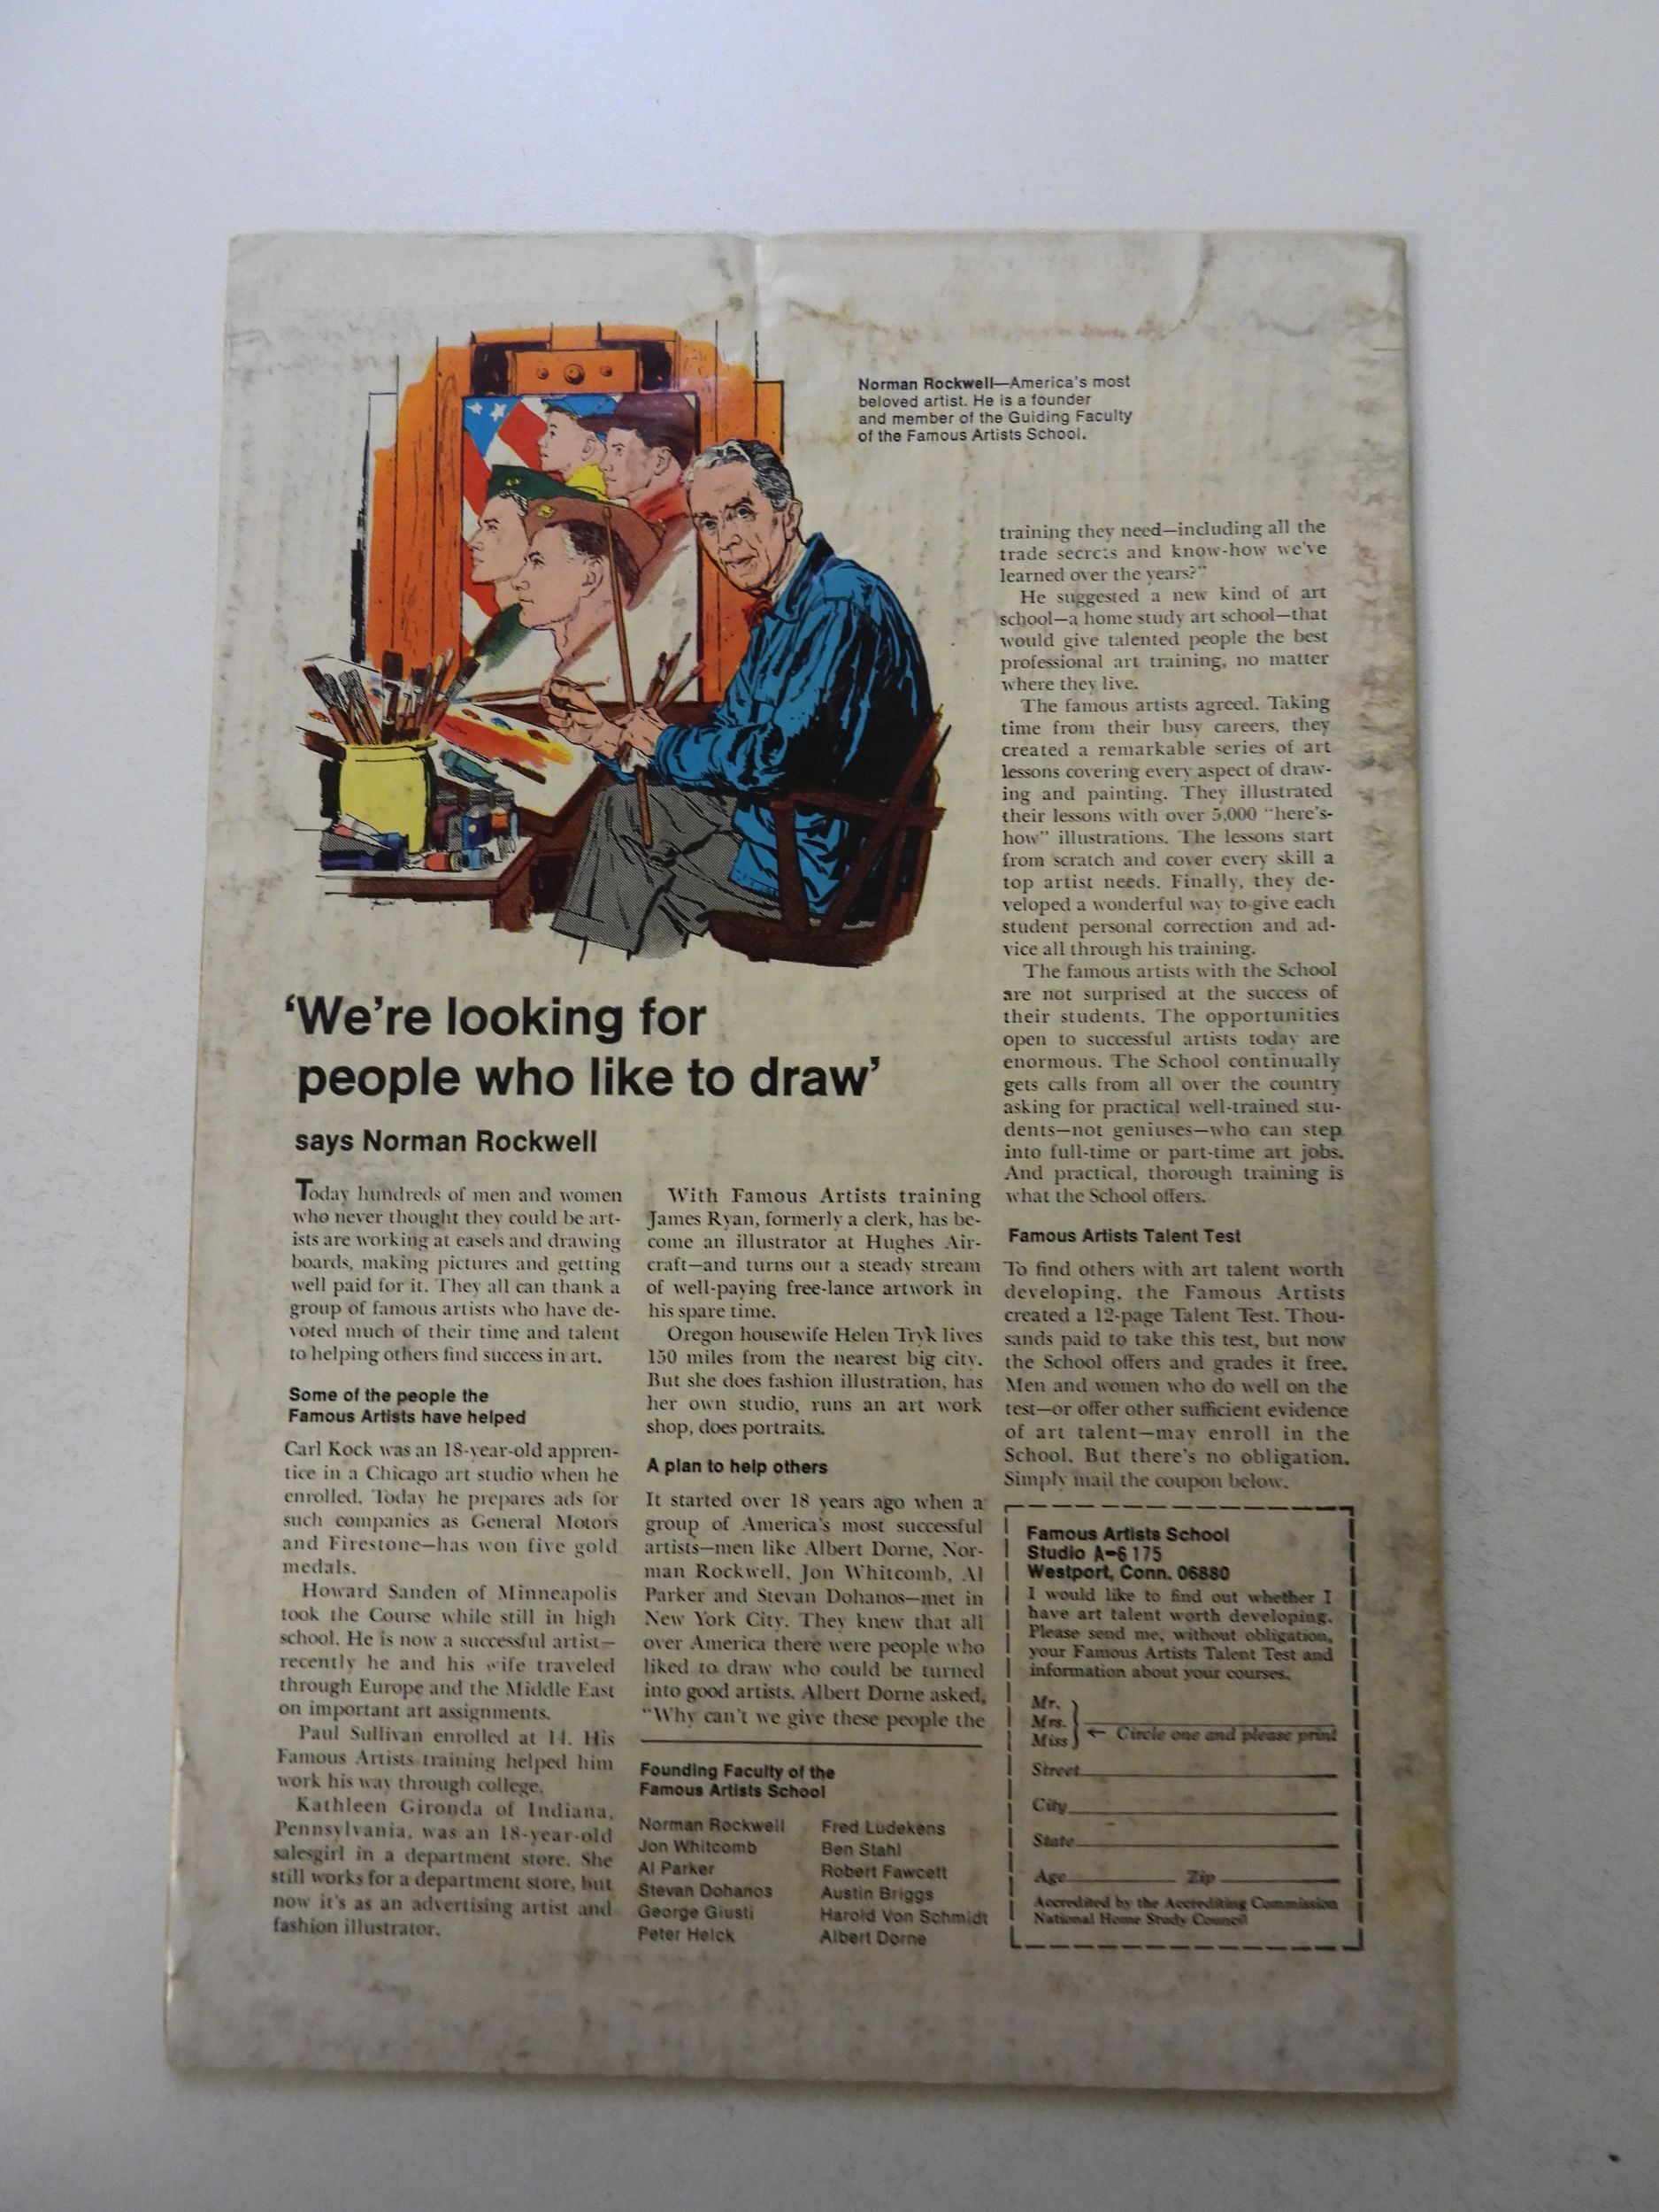 Norman Rockwell—America's most
beloved artist. He is a founder
and member of the Guiding Faculty
of the Famous Artists School.
‘We're looking for
people who like to draw’
says Norman Rockwell
Today hundreds of men and women
who never thought they could be art-
ists are working at easels and drawing
boards, making pictures and getting
well paid for it. They all can thank a
group of famous artists who have de-
voted much of their time and talent
to helping others find success in art.
Some of the people the
Famous Artists have helped
Carl Kock was an 18-year-old appren-
tice in a Chicago art studio when he
enrolled. Today he prepares ads for
such companies as General Motors
and Firestone—has won five gold
medals.
Howard Sanden of Minneapolis
took the Course while still in high
school. He is now a successful artist—
recently he and his wife traveled
through Europe and the Middle East
on important art assignments.
Paul Sullivan enrolled at 14. His
Famous Artists training helped him
work his way through college.
Kathleen Gironda of Indiana,
Pennsylvania, was an 18-year-old
salesgirl in a department store. She
still works for a department store, but
now it's as an advertising artist and
fashion illustrator.
With Famous Artists training
James Ryan, formerly a clerk, has be-
come an illustrator at Hughes Air-
craft—and turns out a steady stream
of well-paying free-lance artwork in
his spare time.
Oregon housewife Helen Tryk lives
150 miles from the nearest big city.
But she does fashion illustration, has
her own studio, runs an art work
shop, does portraits.
A plan to help others
It started over 18 years ago when a
group of America's most successful
artists—men like Albert Dorne, Nor-
man Rockwell, Jon Whitcomb, Al
Parker and Stevan Dohanos—met in
New York City. They knew that all
over America there were people who
liked to draw who could be turned
into good artists. Albert Dorne asked,
“Why can't we give these people the
Founding Faculty of the
Famous Artists School
Norman Rockwell
Jon Whitcomb
Al Parker
Stevan Dohanos
George Giusti
Peter Helck
Fred Ludekens
Ben Stahl
Robert Fawcett
Austin Briggs
Harold Von Schmidt
Albert Dorne
training they need—including all the
trade secrets and know-how we've
learned over the years?”
He suggested a new kind of art
school—a home study art school—that
would give talented people the best
professional art training, no matter
where they live.
The famous artists agreed. Taking
time from their busy careers, they
created a remarkable series of art
lessons covering every aspect of draw-
ing and painting. They illustrated
their lessons with over 5,000 “here's-
how” illustrations. The lessons start
from scratch and cover every skill a
top artist needs. Finally, they de-
veloped a wonderful way to give each
student personal correction and ad-
vice all through his training.
The famous artists with the School
are not surprised at the success of
their students. The opportunities
open to successful artists today are
enormous. The School continually
gets calls from all over the country
asking for practical well-trained stu-
dents—not geniuses—who can step
into full-time or part-time art jobs.
And practical, thorough training is
what the School offers.
Famous Artists Talent Test
To find others with art talent worth
developing, the Famous Artists
created a 12-page Talent Test. Thou-
sands paid to take this test, but now
the School offers and grades it free.
Men and women who do well on the
test—or offer other sufficient evidence
of art talent—may enroll in the
School. But there's no obligation.
Simply mail the coupon below.
Famous Artists School
Studio A-6175
Westport, Conn. 06880
I would like to find out whether I
have art talent worth developing.
Please send me, without obligation,
your Famous Artists Talent Test and
information about your courses.
Mr.
Mrs.
Miss
← Circle one and please print
Street
City
State
Age Zip
Accredited by the Accrediting Commission
National Home Study Council